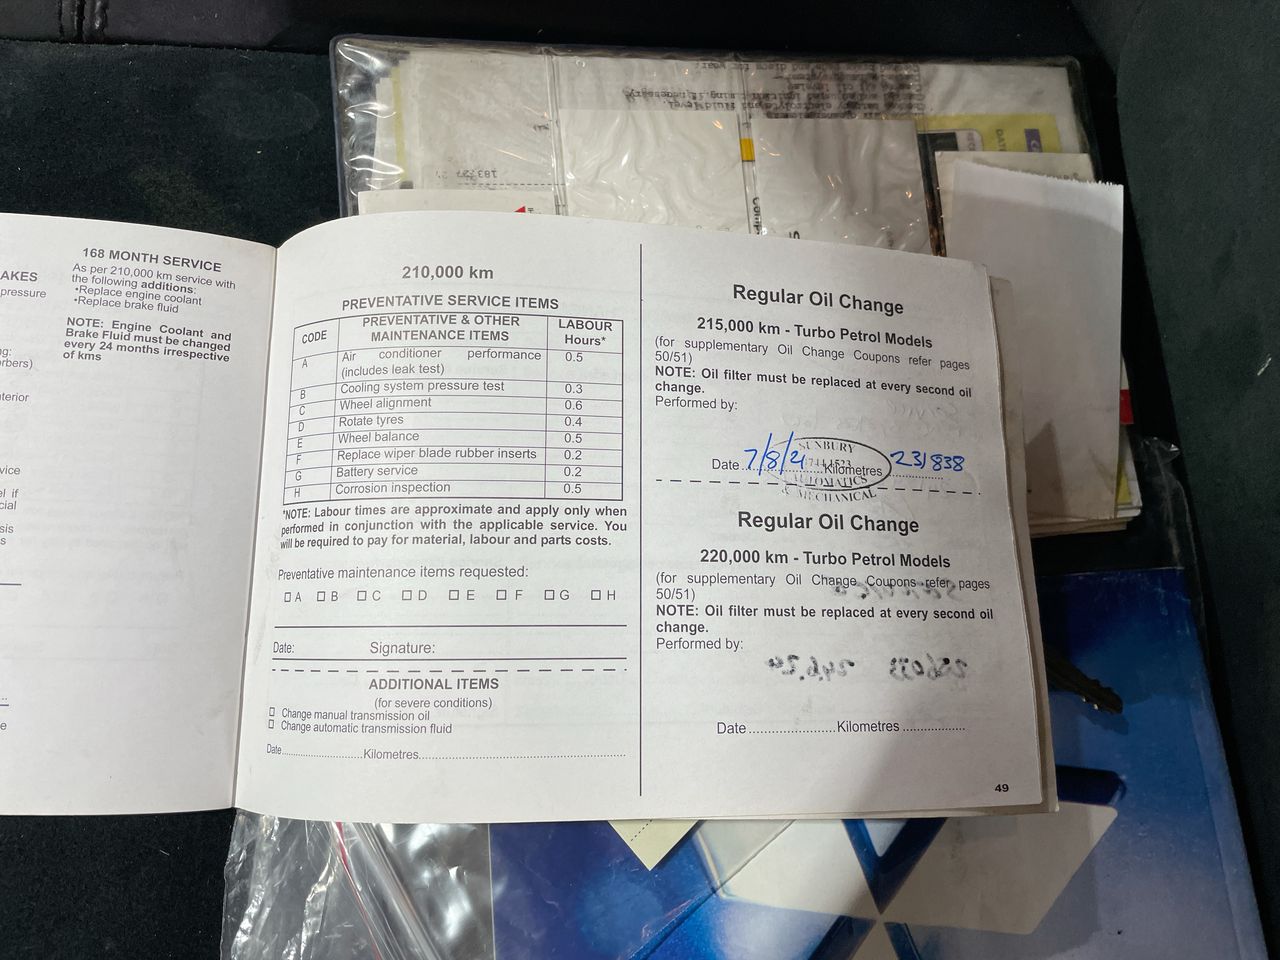 AKES
pressure
ng:
rbers)
terior
vice
el if
cial
sis
s
e
168 MONTH SERVICE
As per 210,000 km service with
the following additions:
•Replace engine coolant
•Replace brake fluid
NOTE: Engine Coolant and
Brake Fluid must be changed
every 24 months irrespective
of kms
210,000 km
PREVENTATIVE SERVICE ITEMS
CODE PREVENTATIVE & OTHER MAINTENANCE ITEMS LABOUR Hours*
A Air conditioner performance (includes leak test) 0.5
B Cooling system pressure test 0.3
C Wheel alignment 0.6
D Rotate tyres 0.4
E Wheel balance 0.5
F Replace wiper blade rubber inserts 0.2
G Battery service 0.2
H Corrosion inspection 0.5
*NOTE: Labour times are approximate and apply only when
performed in conjunction with the applicable service. You
will be required to pay for material, labour and parts costs.
Preventative maintenance items requested:
☐ A ☐ B ☐ C ☐ D ☐ E ☐ F ☐ G ☐ H
Date: Signature:
ADDITIONAL ITEMS
(for severe conditions)
☐ Change manual transmission oil
☐ Change automatic transmission fluid
Date....................Kilometres....................
Regular Oil Change
215,000 km - Turbo Petrol Models
(for supplementary Oil Change Coupons refer pages
50/51)
NOTE: Oil filter must be replaced at every second oil
change.
Performed by:
SUNBURY
Date 7/8/21 Kilometres 231838
AUTOMATICS
& MECHANICAL
Regular Oil Change
220,000 km - Turbo Petrol Models
(for supplementary Oil Change Coupons refer pages
50/51)
NOTE: Oil filter must be replaced at every second oil
change.
Performed by:
Date....................Kilometres...............
49